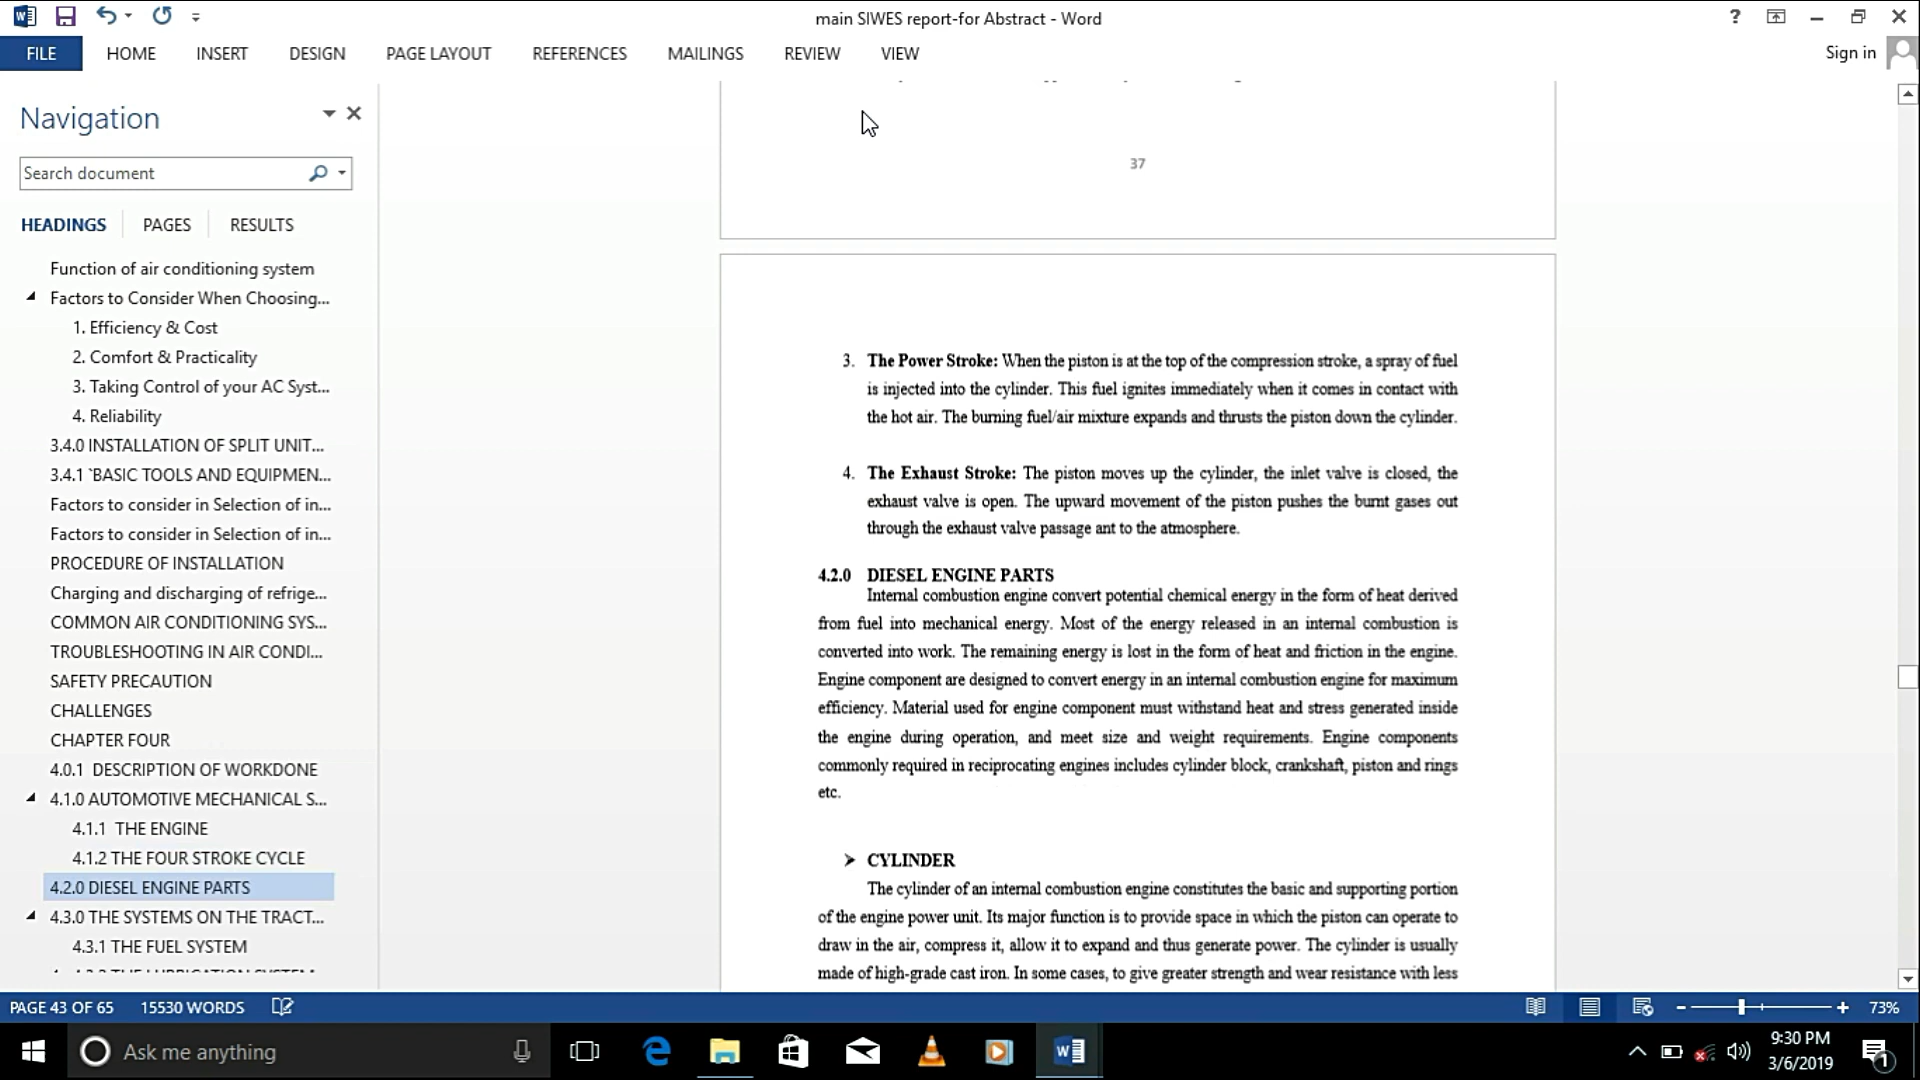 main SIWES report-for Abstract - Word
?
FILE
HOME
INSERT
DESIGN
PAGE LAYOUT
REFERENCES
MAILINGS
REVIEW
VIEW
Sign in
Navigation
Search document
HEADINGS
PAGES
RESULTS
Function of air conditioning system
Factors to Consider When Choosing...
1. Efficiency & Cost
2. Comfort & Practicality
3. Taking Control of your AC Syst...
4. Reliability
3.4.0 INSTALLATION OF SPLIT UNIT...
3.4.1 `BASIC TOOLS AND EQUIPMEN...
Factors to consider in Selection of in...
Factors to consider in Selection of in...
PROCEDURE OF INSTALLATION
Charging and discharging of refrige...
COMMON AIR CONDITIONING SYS...
TROUBLESHOOTING IN AIR CONDI...
SAFETY PRECAUTION
CHALLENGES
CHAPTER FOUR
4.0.1 DESCRIPTION OF WORKDONE
4.1.0 AUTOMOTIVE MECHANICAL S...
4.1.1 THE ENGINE
4.1.2 THE FOUR STROKE CYCLE
4.2.0 DIESEL ENGINE PARTS
4.3.0 THE SYSTEMS ON THE TRACT...
4.3.1 THE FUEL SYSTEM
37
3. The Power Stroke: When the piston is at the top of the compression stroke, a spray of fuel
is injected into the cylinder. This fuel ignites immediately when it comes in contact with
the hot air. The burning fuel/air mixture expands and thrusts the piston down the cylinder.
4. The Exhaust Stroke: The piston moves up the cylinder, the inlet valve is closed, the
exhaust valve is open. The upward movement of the piston pushes the burnt gases out
through the exhaust valve passage ant to the atmosphere.
4.2.0 DIESEL ENGINE PARTS
Internal combustion engine convert potential chemical energy in the form of heat derived
from fuel into mechanical energy. Most of the energy released in an internal combustion is
converted into work. The remaining energy is lost in the form of heat and friction in the engine.
Engine component are designed to convert energy in an internal combustion engine for maximum
efficiency. Material used for engine component must withstand heat and stress generated inside
the engine during operation, and meet size and weight requirements. Engine components
commonly required in reciprocating engines includes cylinder block, crankshaft, piston and rings
etc.
➢ CYLINDER
The cylinder of an internal combustion engine constitutes the basic and supporting portion
of the engine power unit. Its major function is to provide space in which the piston can operate to
draw in the air, compress it, allow it to expand and thus generate power. The cylinder is usually
made of high-grade cast iron. In some cases, to give greater strength and wear resistance with less
PAGE 43 OF 65
15530 WORDS
73%
Ask me anything
9:30 PM
3/6/2019
1